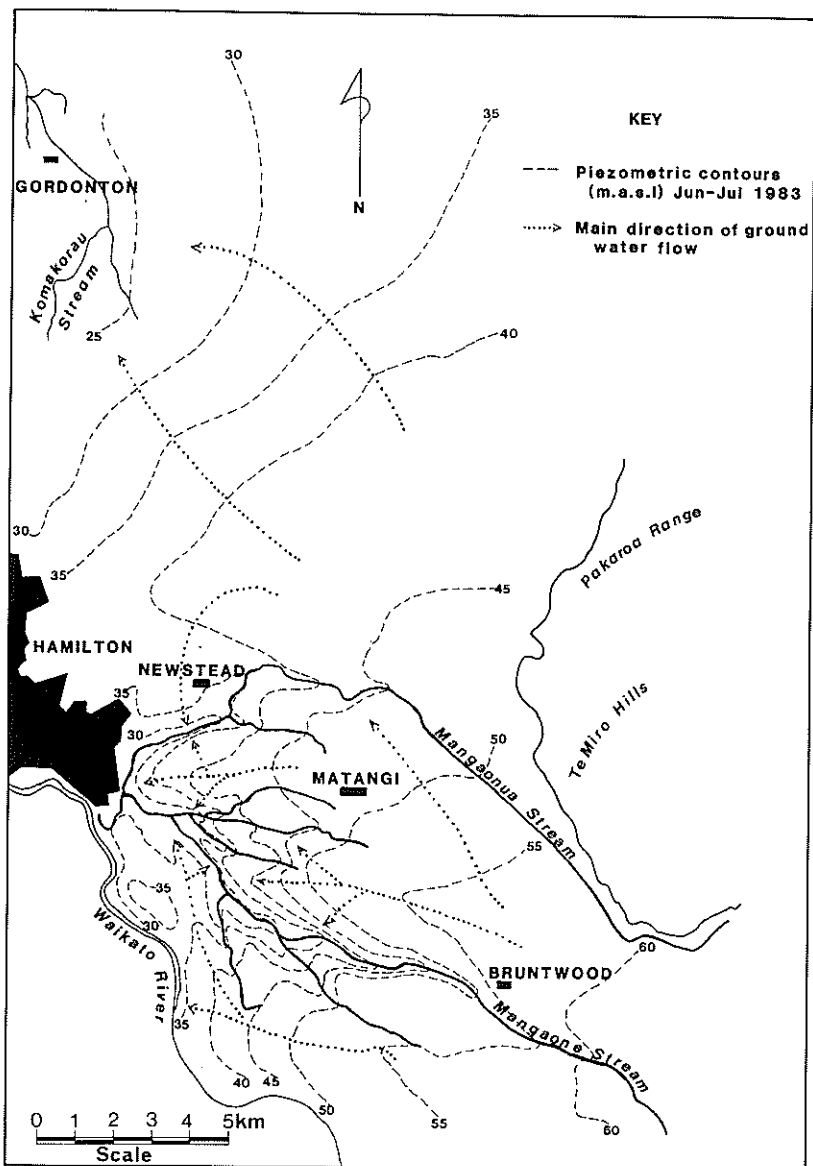 30
35
KEY
Piezometric contours
(m.a.s.l) Jun-Jul 1983
GORDONTON
N
Main direction of ground
water flow
Komakorau
Stream
25
40
30
35
Pakaroa Range
45
HAMILTON
NEWSTEAD
35
30
Te Miro Hills
Mangaonua Stream
50
MATANGI
55
35
30
Waikato River
60
BRUNTWOOD
Mangaone Stream
35
40
45
50
55
60
0 1 2 3 4 5km
Scale